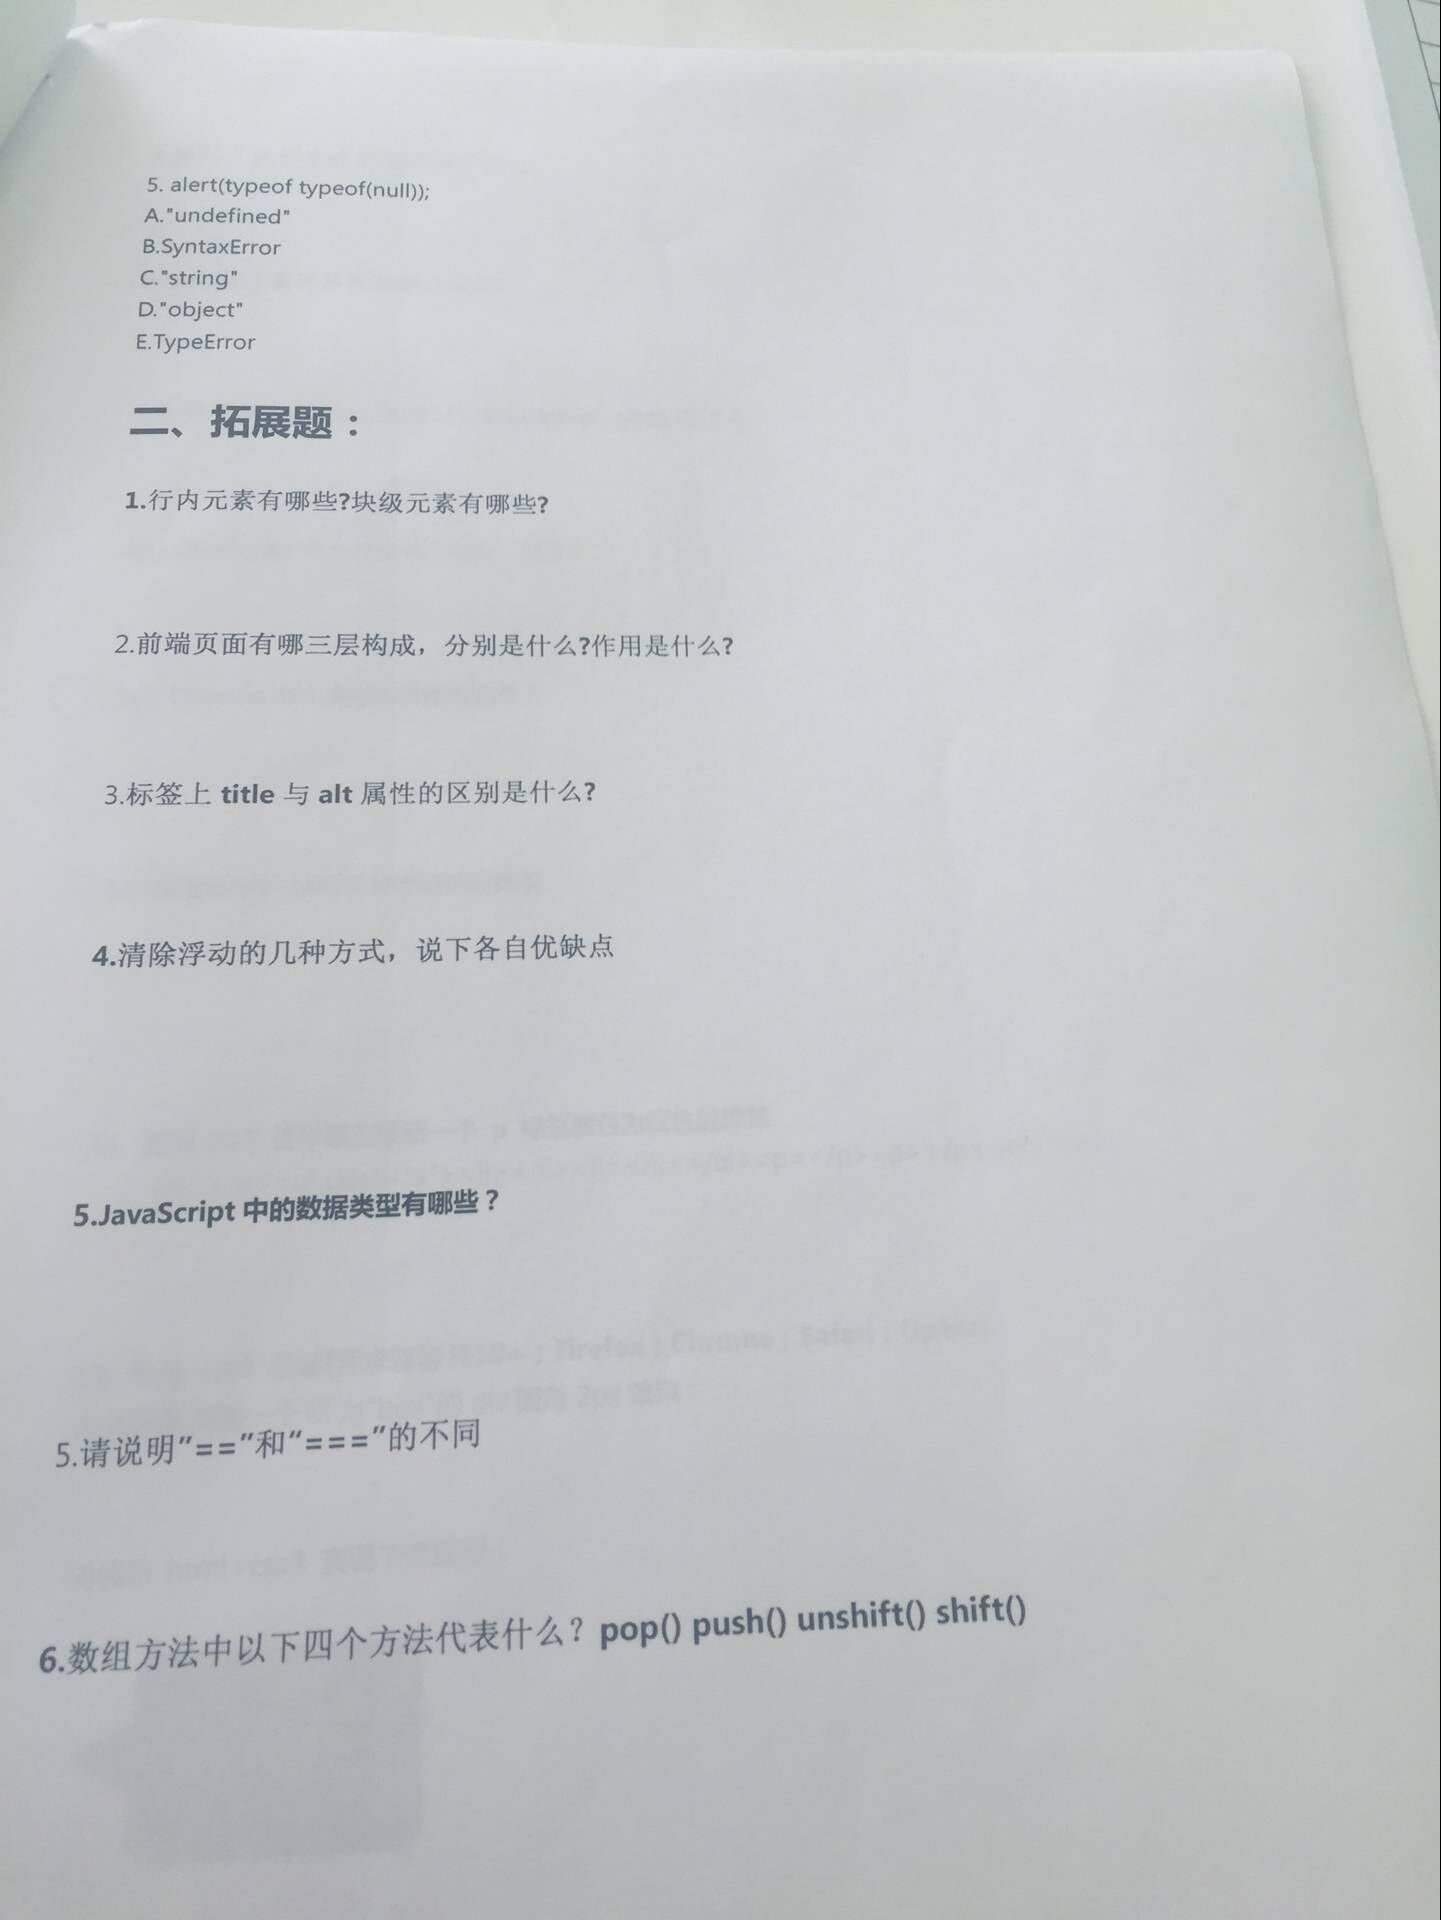 5. alert(typeof typeof(null));
A."undefined"
B.SyntaxError
C."string"
D."object"
E.TypeError
二、拓展题：
1.行内元素有哪些?块级元素有哪些?
2.前端页面有哪三层构成，分别是什么?作用是什么?
3.标签上 title 与 alt 属性的区别是什么?
4.清除浮动的几种方式，说下各自优缺点
5.JavaScript 中的数据类型有哪些？
5.请说明"=="和"==="的不同
6.数组方法中以下四个方法代表什么？pop() push() unshift() shift()